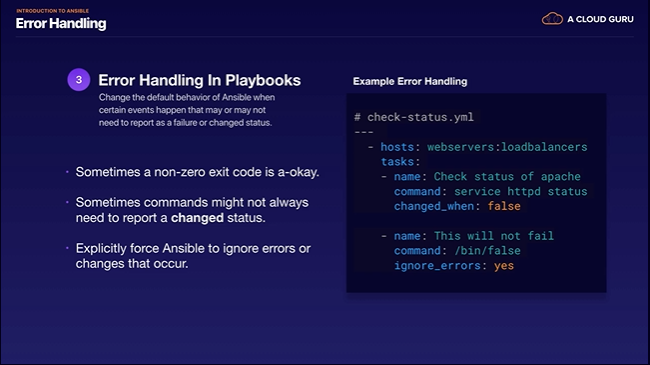 INTRODUCTION TO ANSIBLE
Error Handling
A CLOUD GURU
3
Error Handling In Playbooks
Change the default behavior of Ansible when
certain events happen that may or may not
need to report as a failure or changed status.
· Sometimes a non-zero exit code is a-okay.
· Sometimes commands might not always
need to report a changed status.
· Explicitly force Ansible to ignore errors or
changes that occur.
Example Error Handling
# check-status.yml
---
- hosts: webservers:loadbalancers
tasks:
- name: Check status of apache
command: service httpd status
changed_when: false
- name: This will not fail
command: /bin/false
ignore_errors: yes